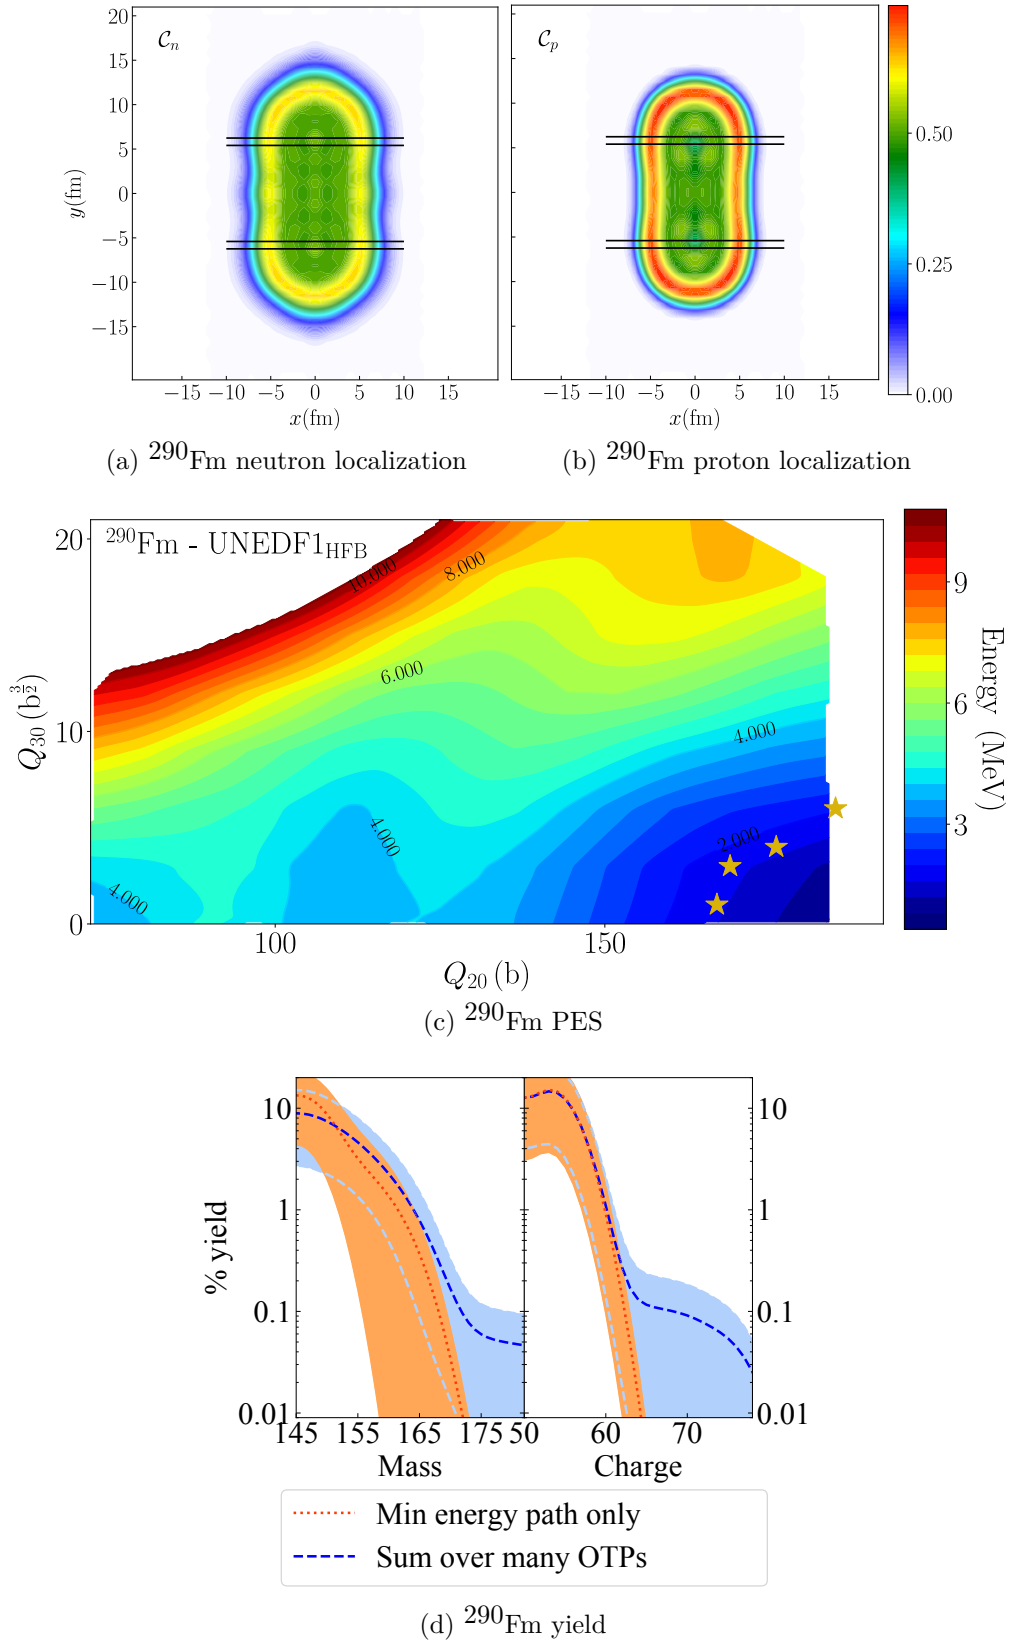 𝒞n
𝒞p
20
15
10
5
0
−5
−10
−15
y(fm)
−15 −10 −5 0 5 10 15
x(fm)
−15 −10 −5 0 5 10 15
x(fm)
0.50
0.25
0.00
(a) ²⁹⁰Fm neutron localization
(b) ²⁹⁰Fm proton localization
²⁹⁰Fm - UNEDF1HFB
10.000
8.000
6.000
4.000
4.000
4.000
2.000
20
10
0
Q30 (b^3/2)
100
150
Q20 (b)
9
6
3
Energy (MeV)
(c) ²⁹⁰Fm PES
10
1
0.1
0.01
% yield
10
1
0.1
0.01
145 155 165 175 50 60 70
Mass
Charge
Min energy path only
Sum over many OTPs
(d) ²⁹⁰Fm yield